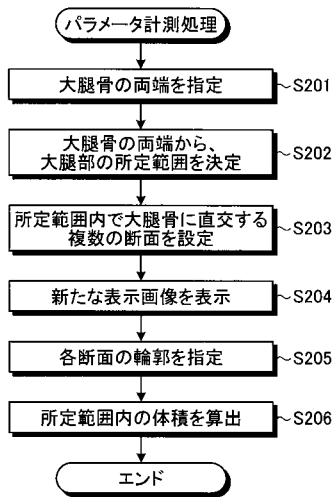 パラメータ計測処理
大腿骨の両端を指定
S201
大腿骨の両端から、
大腿部の所定範囲を決定
S202
所定範囲内で大腿骨に直交する
複数の断面を設定
S203
新たな表示画像を表示
S204
各断面の輪郭を指定
S205
所定範囲内の体積を算出
S206
エンド